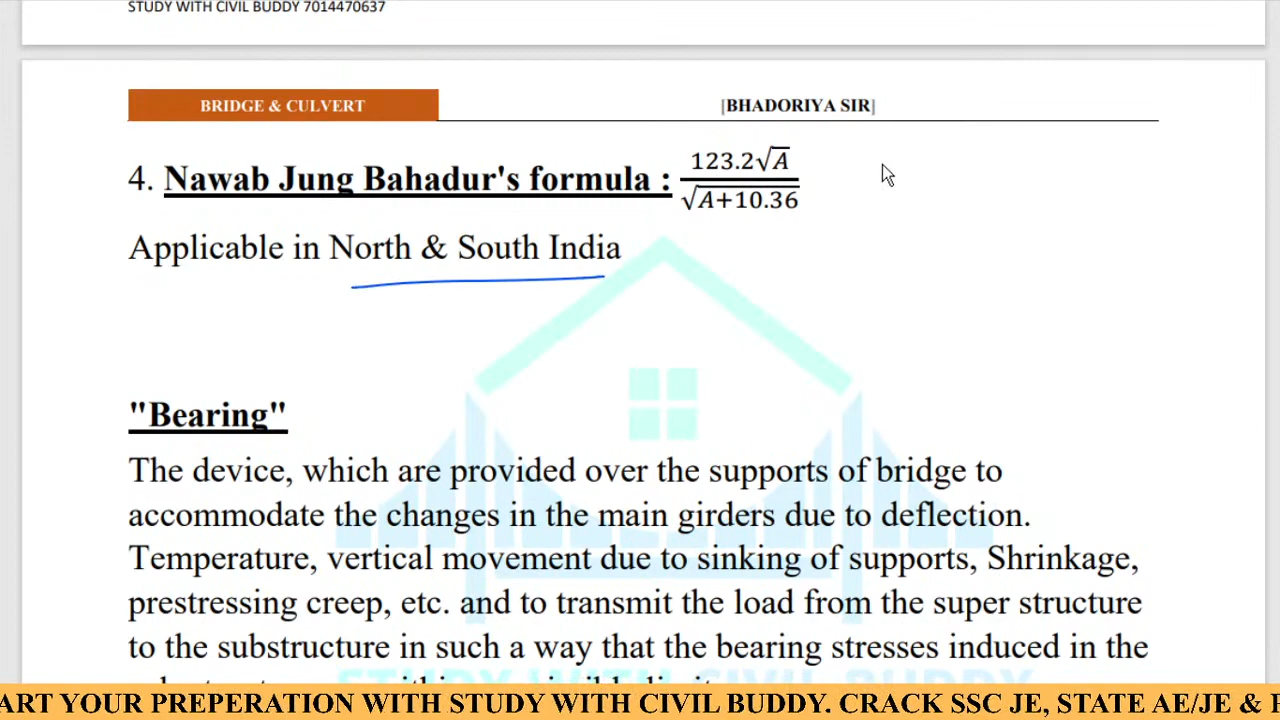 STUDY WITH CIVIL BUDDY 7014470637
BRIDGE & CULVERT
[BHADORIYA SIR]
4. Nawab Jung Bahadur's formula : 123.2√A / √A+10.36
Applicable in North & South India
"Bearing"
The device, which are provided over the supports of bridge to
accommodate the changes in the main girders due to deflection.
Temperature, vertical movement due to sinking of supports, Shrinkage,
prestressing creep, etc. and to transmit the load from the super structure
to the substructure in such a way that the bearing stresses induced in the
STUDY WITH CIVIL BUDDY
ART YOUR PREPERATION WITH STUDY WITH CIVIL BUDDY. CRACK SSC JE, STATE AE/JE &